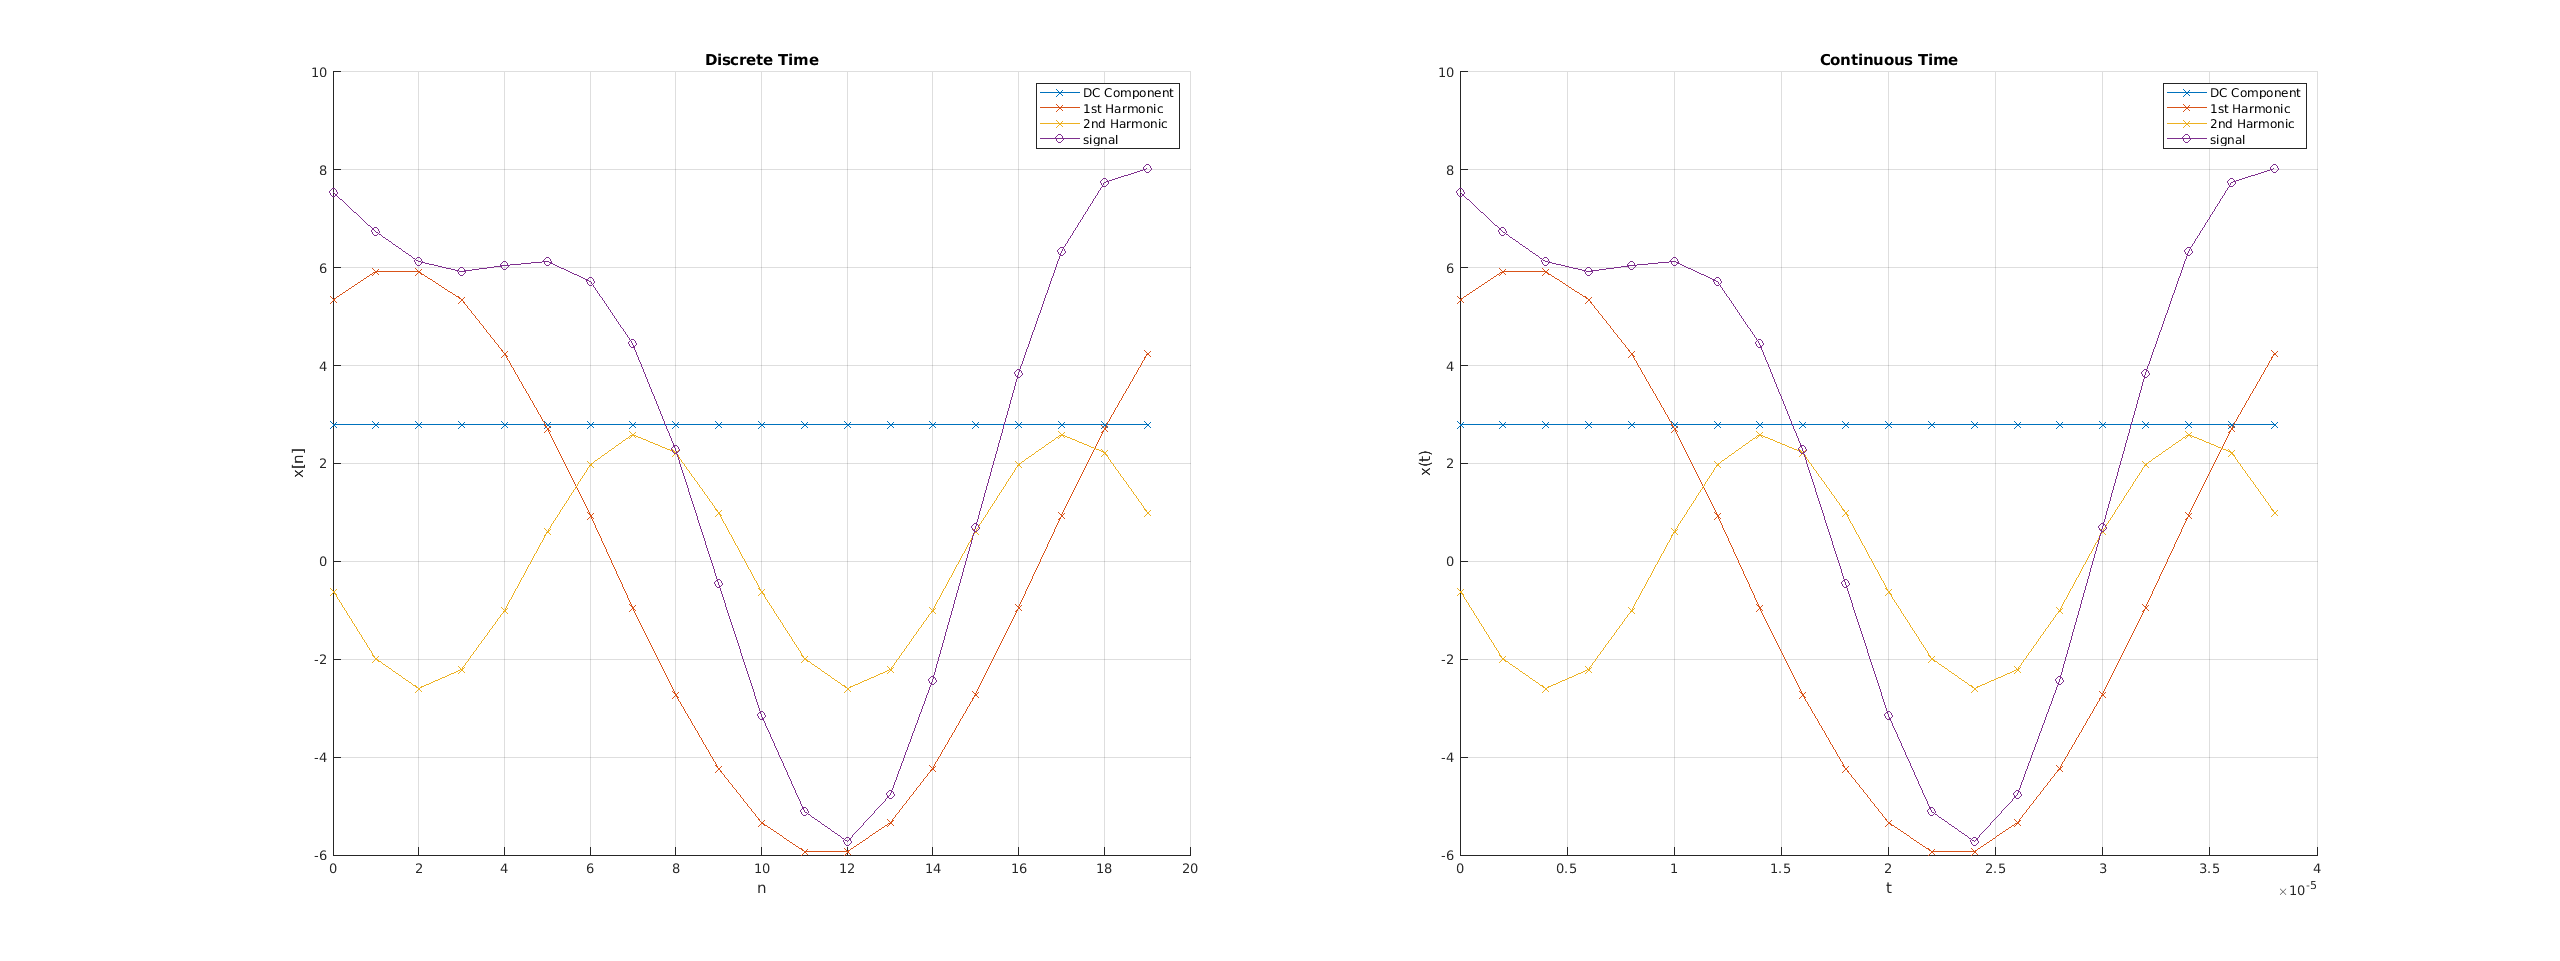 Discrete Time
10
8
6
4
2
0
-2
-4
-6
x[n]
0 2 4 6 8 10 12 14 16 18 20
n
DC Component
1st Harmonic
2nd Harmonic
signal
Continuous Time
10
8
6
4
2
0
-2
-4
-6
x(t)
0 0.5 1 1.5 2 2.5 3 3.5 4
t
×10⁻⁵
DC Component
1st Harmonic
2nd Harmonic
signal